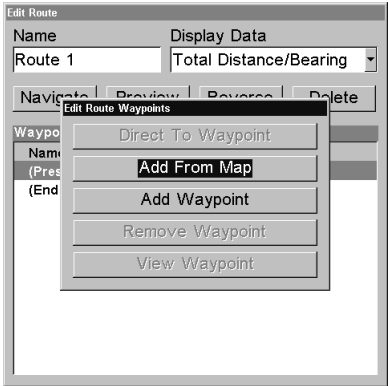 Edit Route
Name Display Data
Route 1 Total Distance/Bearing
Navigate Preview Reverse Delete
Edit Route Waypoints
Direct To Waypoint
Add From Map
Add Waypoint
Remove Waypoint
View Waypoint
Waypo
Nam
(Pres
(End